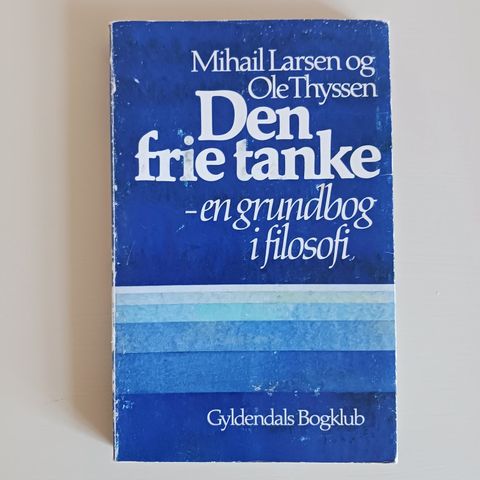 Mihail Larsen og
Ole Thyssen
Den
frie tanke
- en grundbog
i filosofi
Gyldendals Bogklub